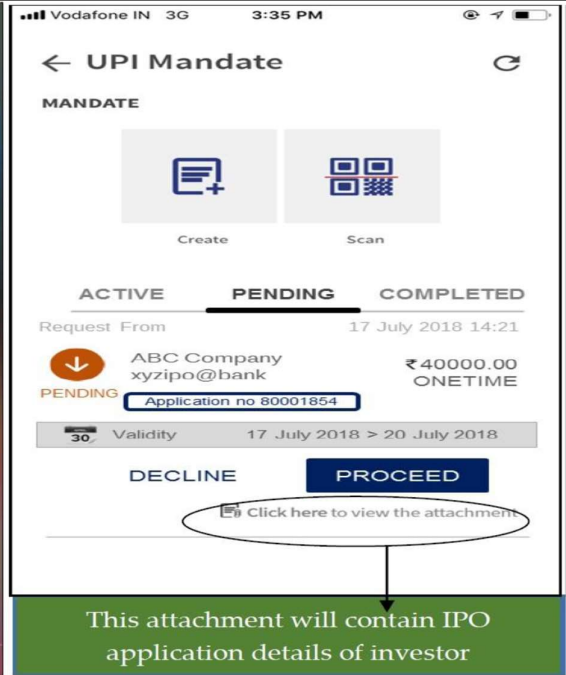 Vodafone IN 3G 3:35 PM
← UPI Mandate
MANDATE
Create Scan
ACTIVE PENDING COMPLETED
Request From 17 July 2018 14:21
ABC Company ₹40000.00
xyzipo@bank ONETIME
PENDING
Application no 80001854
30 Validity 17 July 2018 > 20 July 2018
DECLINE PROCEED
Click here to view the attachment
This attachment will contain IPO
application details of investor